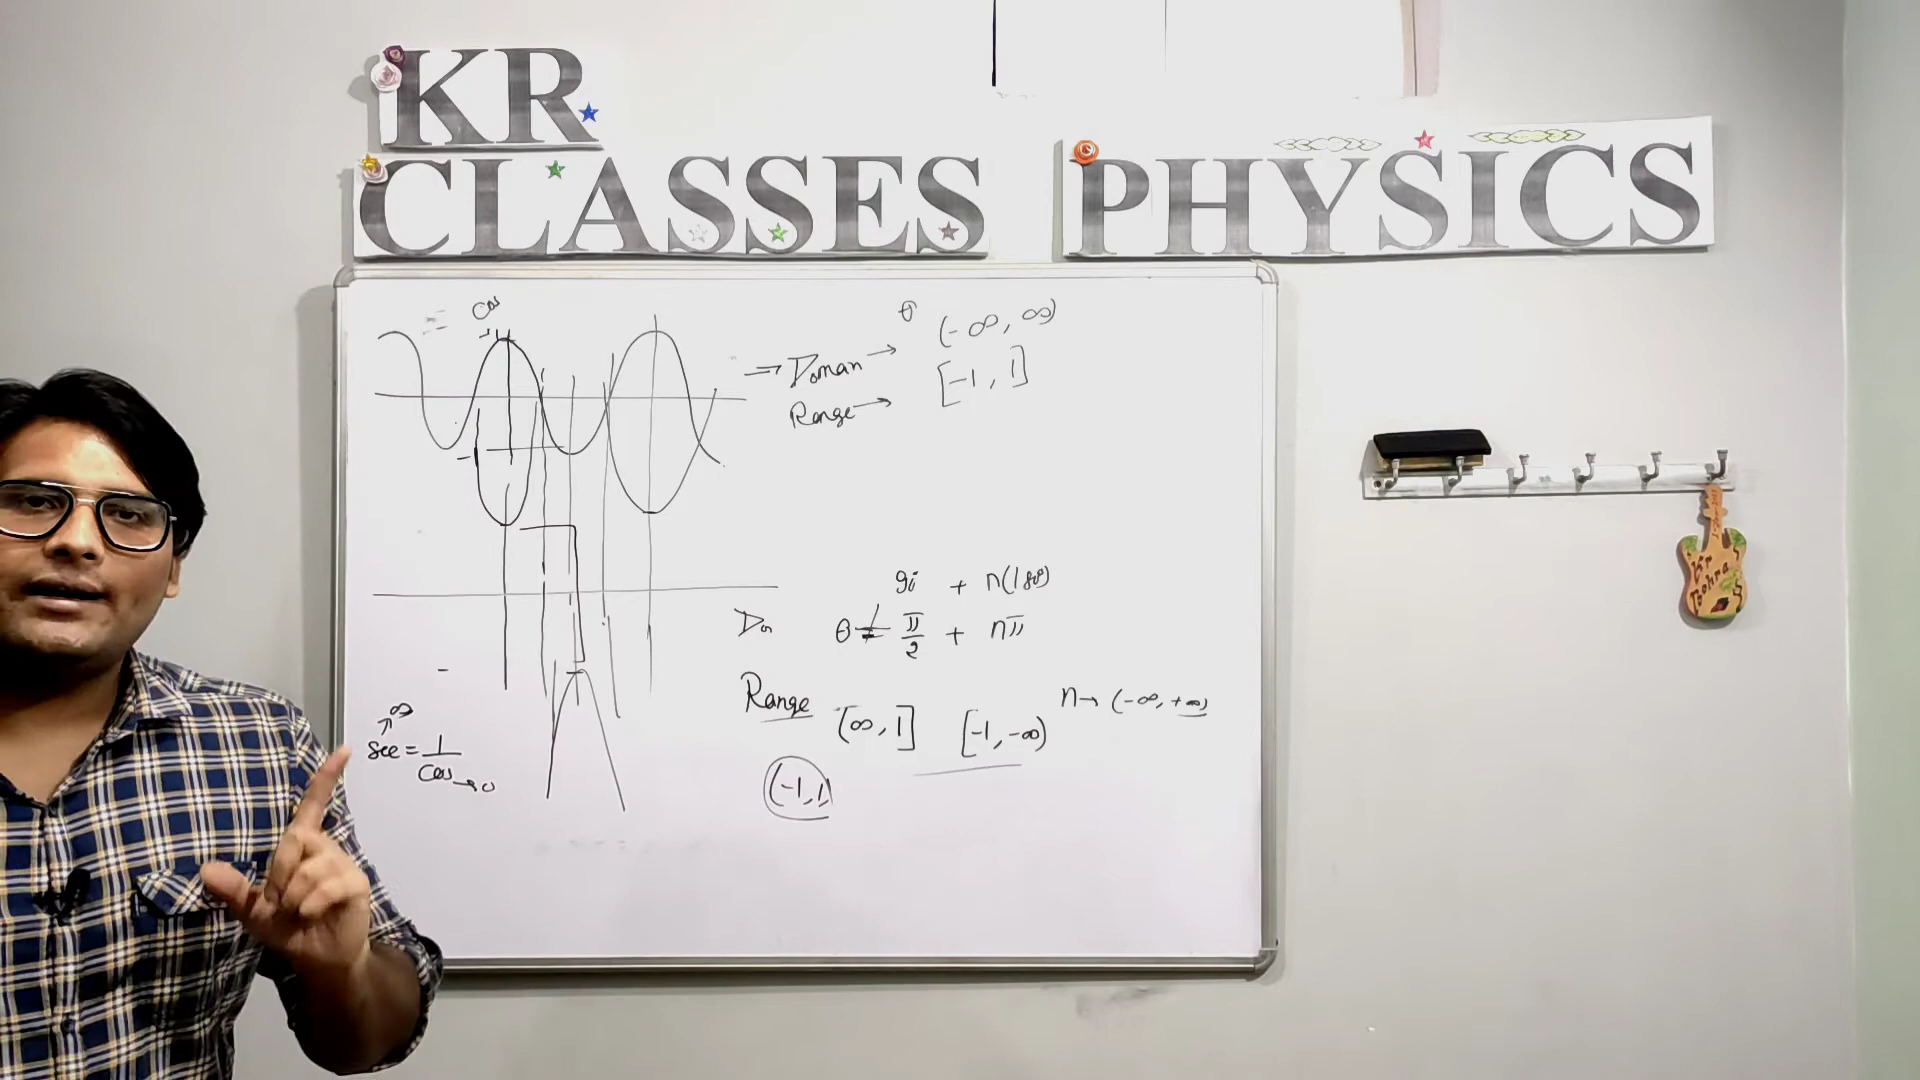 KR
CLASSES
PHYSICS
Cos
θ (-∞, ∞)
⇒ Doman →
[-1, 1]
Range →
90 + n(180)
Do θ ≠ π/2 + nπ
Range (∞, 1] [-1, -∞) n → (-∞, +∞)
∞
sec = 1/Cos → 0
(-1, 1)